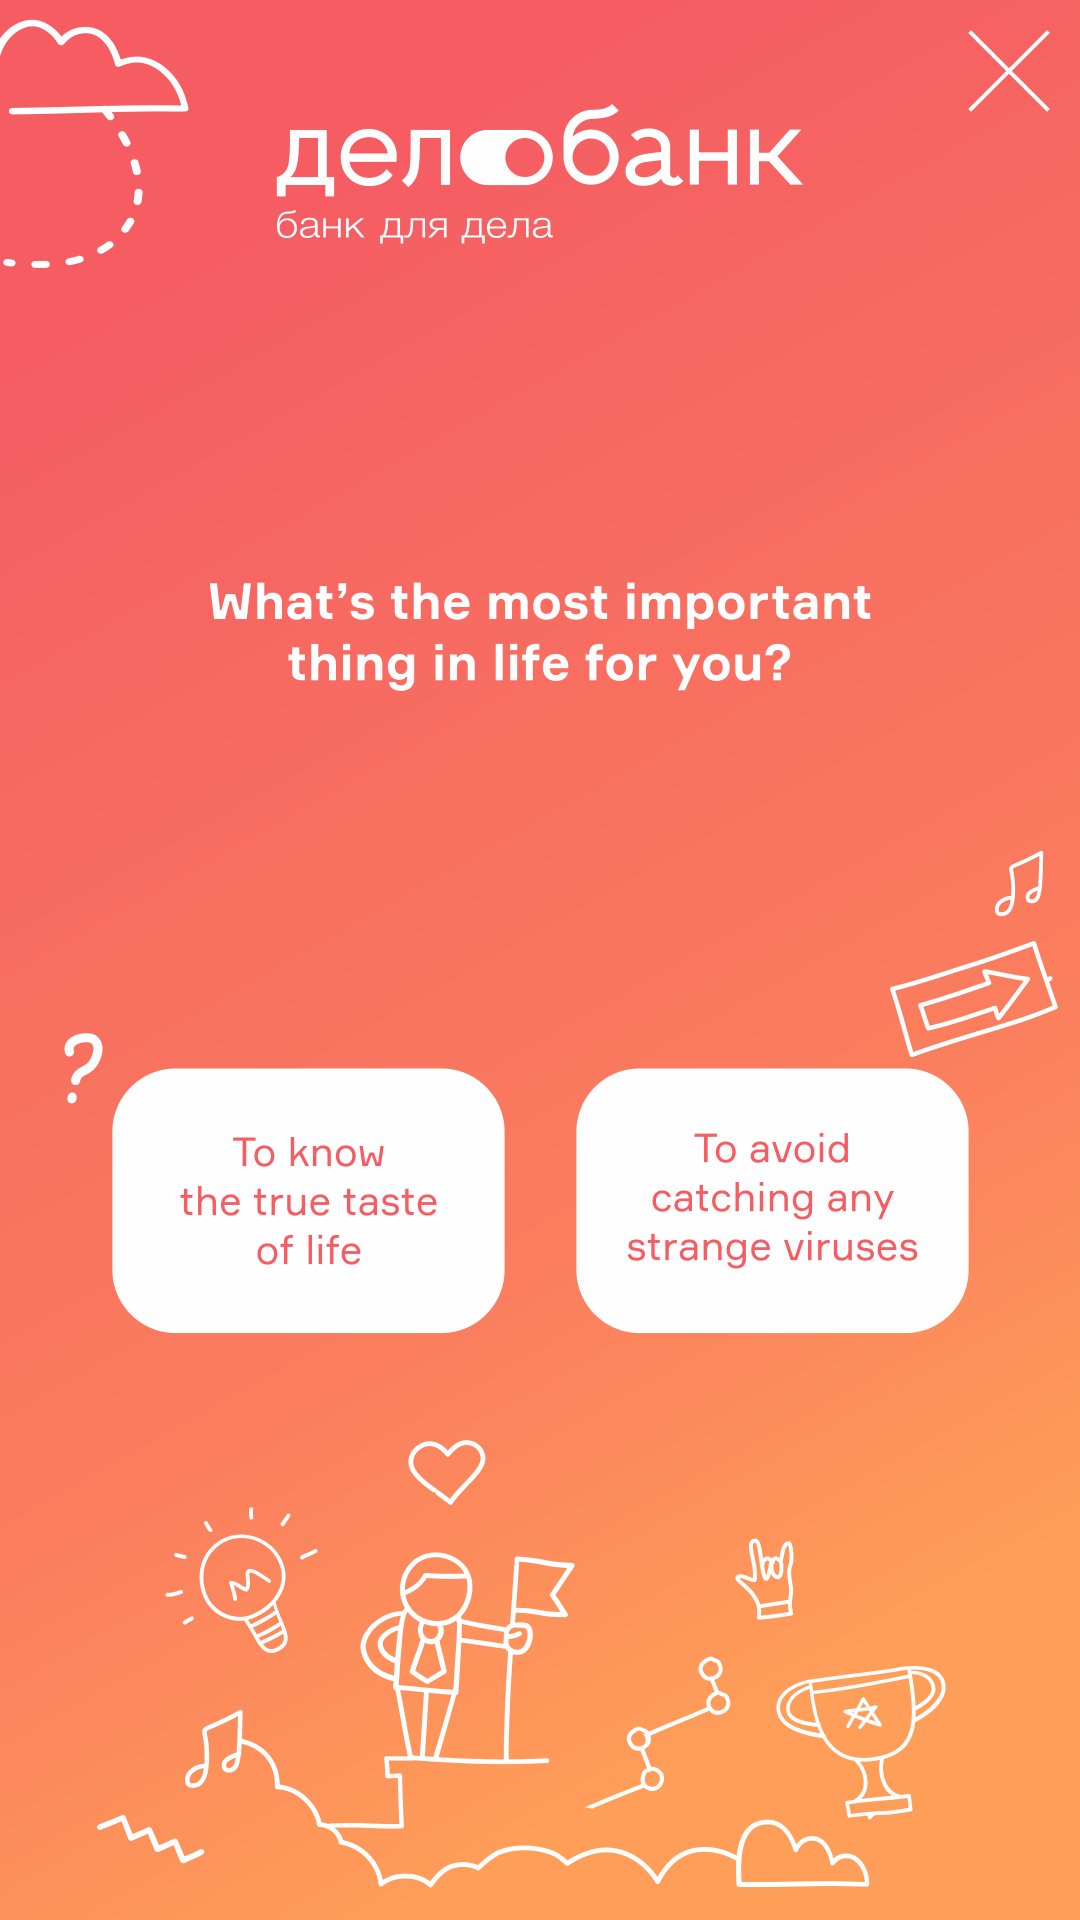 делобанк
банк для дела
What's the most important
thing in life for you?
?
To know
the true taste
of life
To avoid
catching any
strange viruses